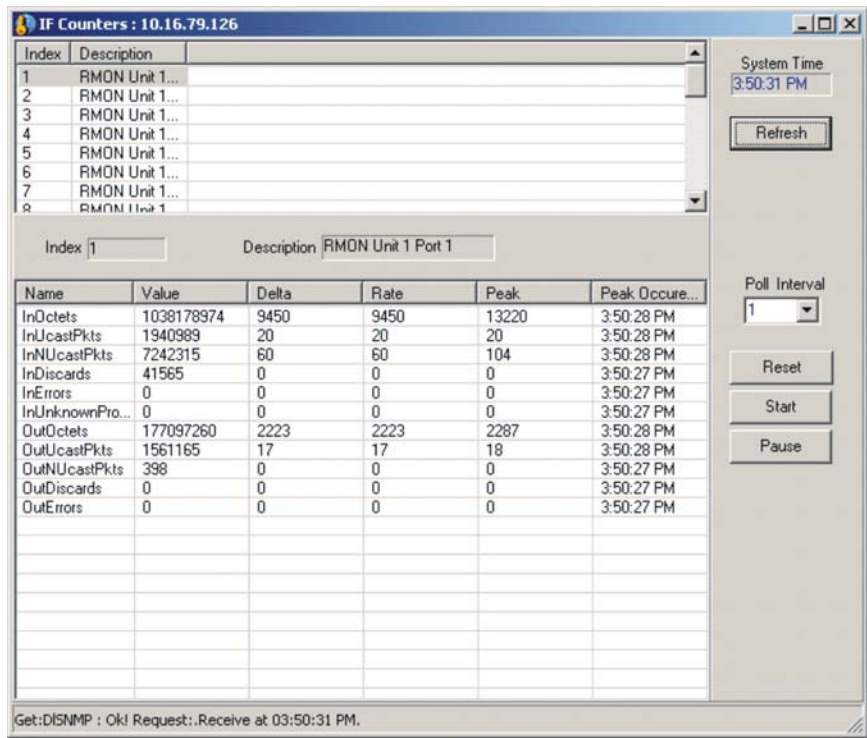 IF Counters : 10.16.79.126
Index Description
1 RMON Unit 1...
2 RMON Unit 1...
3 RMON Unit 1...
4 RMON Unit 1...
5 RMON Unit 1...
6 RMON Unit 1...
7 RMON Unit 1...
8 RMON Unit 1
System Time
3:50:31 PM
Refresh
Index 1 Description RMON Unit 1 Port 1
Name Value Delta Rate Peak Peak Occure...
InOctets 1038178974 9450 9450 13220 3:50:28 PM
InUcastPkts 1940989 20 20 20 3:50:28 PM
InNUcastPkts 7242315 60 60 104 3:50:28 PM
InDiscards 41565 0 0 0 3:50:27 PM
InErrors 0 0 0 0 3:50:27 PM
InUnknownPro... 0 0 0 0 3:50:27 PM
OutOctets 177097260 2223 2223 2287 3:50:28 PM
OutUcastPkts 1561165 17 17 18 3:50:28 PM
OutNUcastPkts 398 0 0 0 3:50:27 PM
OutDiscards 0 0 0 0 3:50:27 PM
OutErrors 0 0 0 0 3:50:27 PM
Poll Interval
1
Reset
Start
Pause
Get:DlSNMP : Ok! Request:.Receive at 03:50:31 PM.